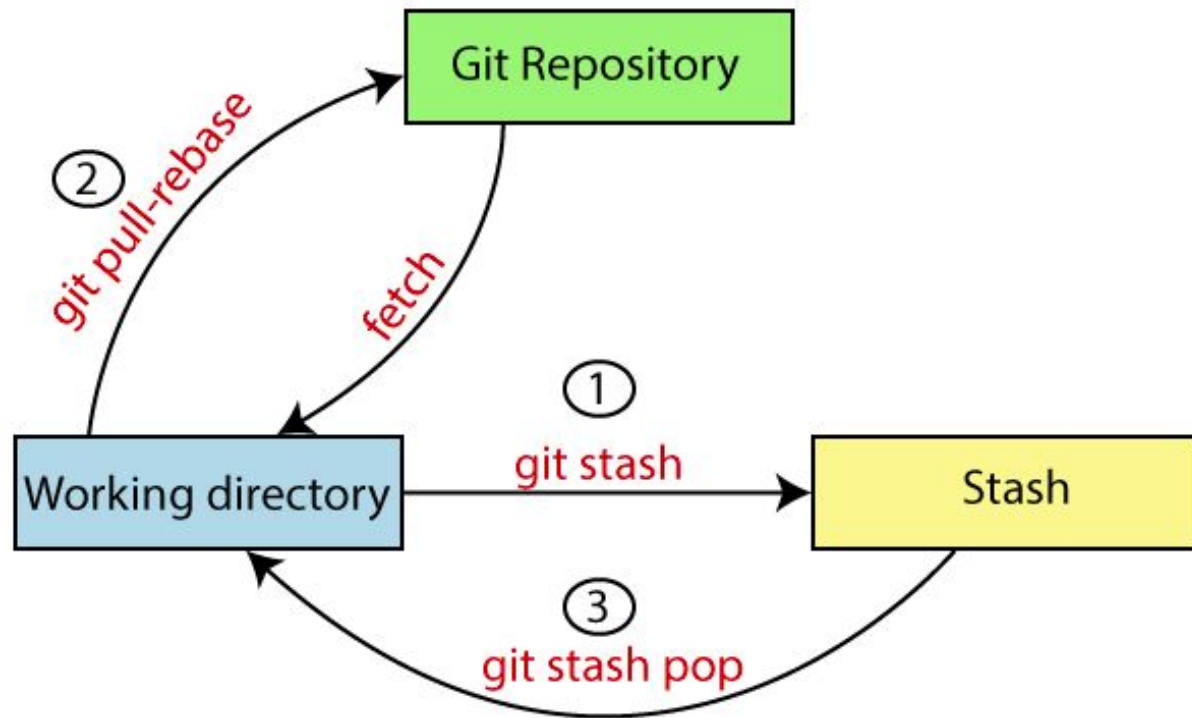 Git Repository
2
git pull-rebase
fetch
1
git stash
Working directory
Stash
3
git stash pop